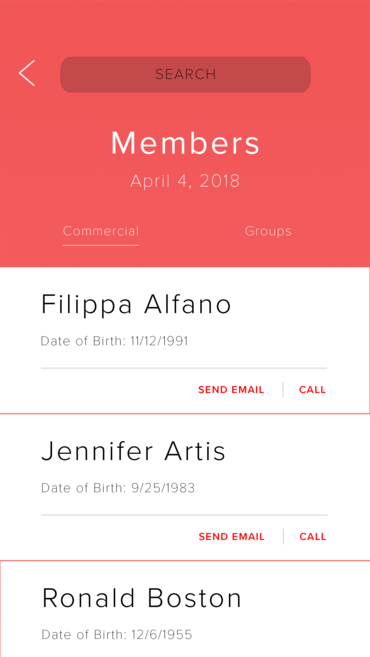 SEARCH
Members
April 4, 2018
Commercial Groups
Filippa Alfano
Date of Birth: 11/12/1991
SEND EMAIL CALL
Jennifer Artis
Date of Birth: 9/25/1983
SEND EMAIL CALL
Ronald Boston
Date of Birth: 12/6/1955